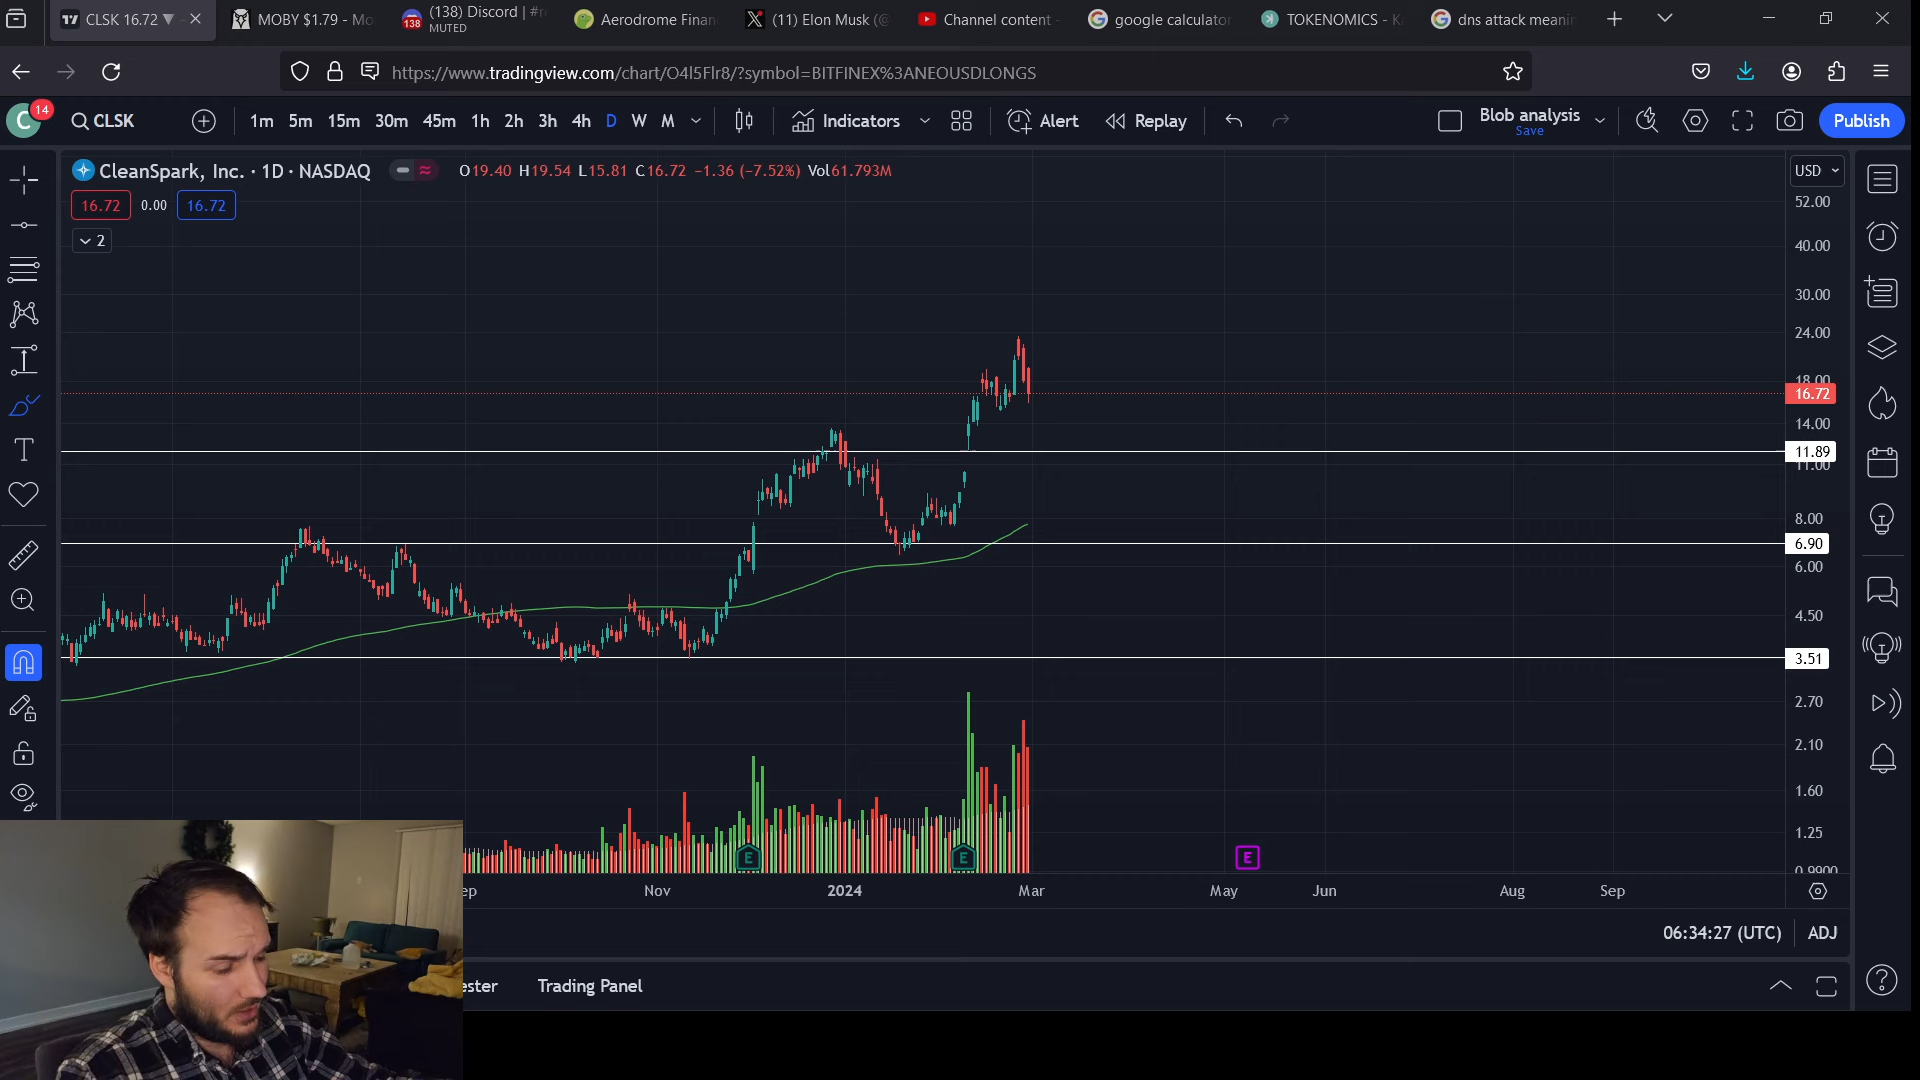 CLSK 16.72 ▼
MOBY $1.79 - Mo
(138) Discord | #r
MUTED
138
Aerodrome Finan
(11) Elon Musk (@
Channel content -
google calculator
TOKENOMICS - K
dns attack meanin
https://www.tradingview.com/chart/O4l5Flr8/?symbol=BITFINEX%3ANEOUSDLONGS
C
14
CLSK
1m 5m 15m 30m 45m 1h 2h 3h 4h D W M
Indicators
Alert
Replay
Blob analysis
Save
Publish
CleanSpark, Inc. · 1D · NASDAQ
O19.40 H19.54 L15.81 C16.72 −1.36 (−7.52%) Vol61.793M
16.72 0.00 16.72
2
USD
52.00
40.00
30.00
24.00
18.00
16.72
14.00
11.89
11.00
8.00
6.90
6.00
4.50
3.51
2.70
2.10
1.60
1.25
0.9900
E
E
E
ep Nov 2024 Mar May Jun Aug Sep
06:34:27 (UTC) ADJ
ester Trading Panel